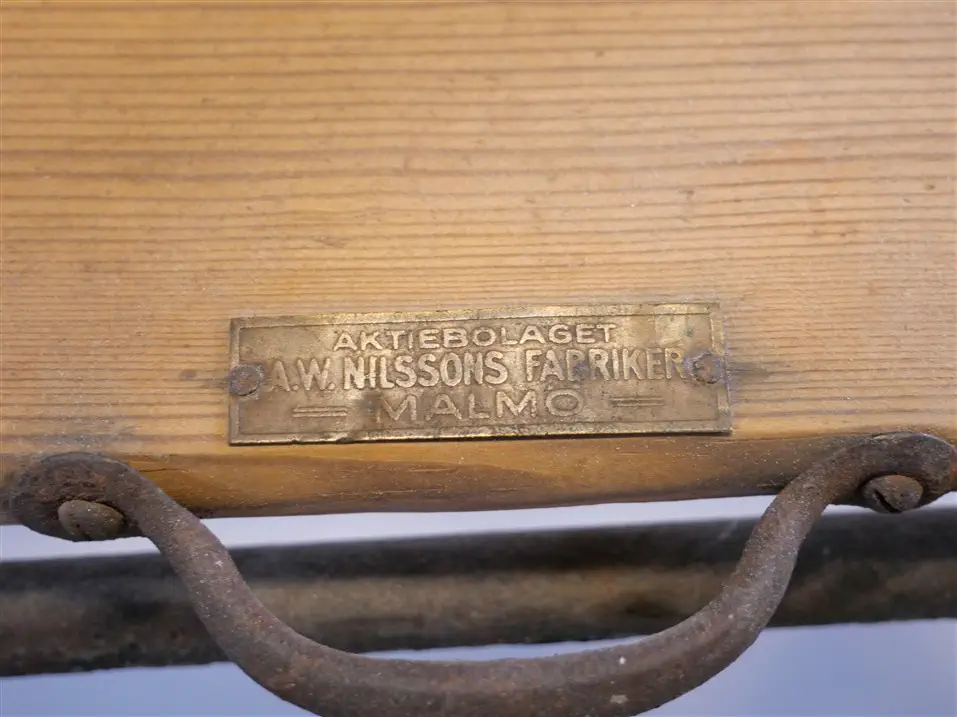 AKTIEBOLAGET
A.W. NILSSONS FABRIKER
MALMÖ